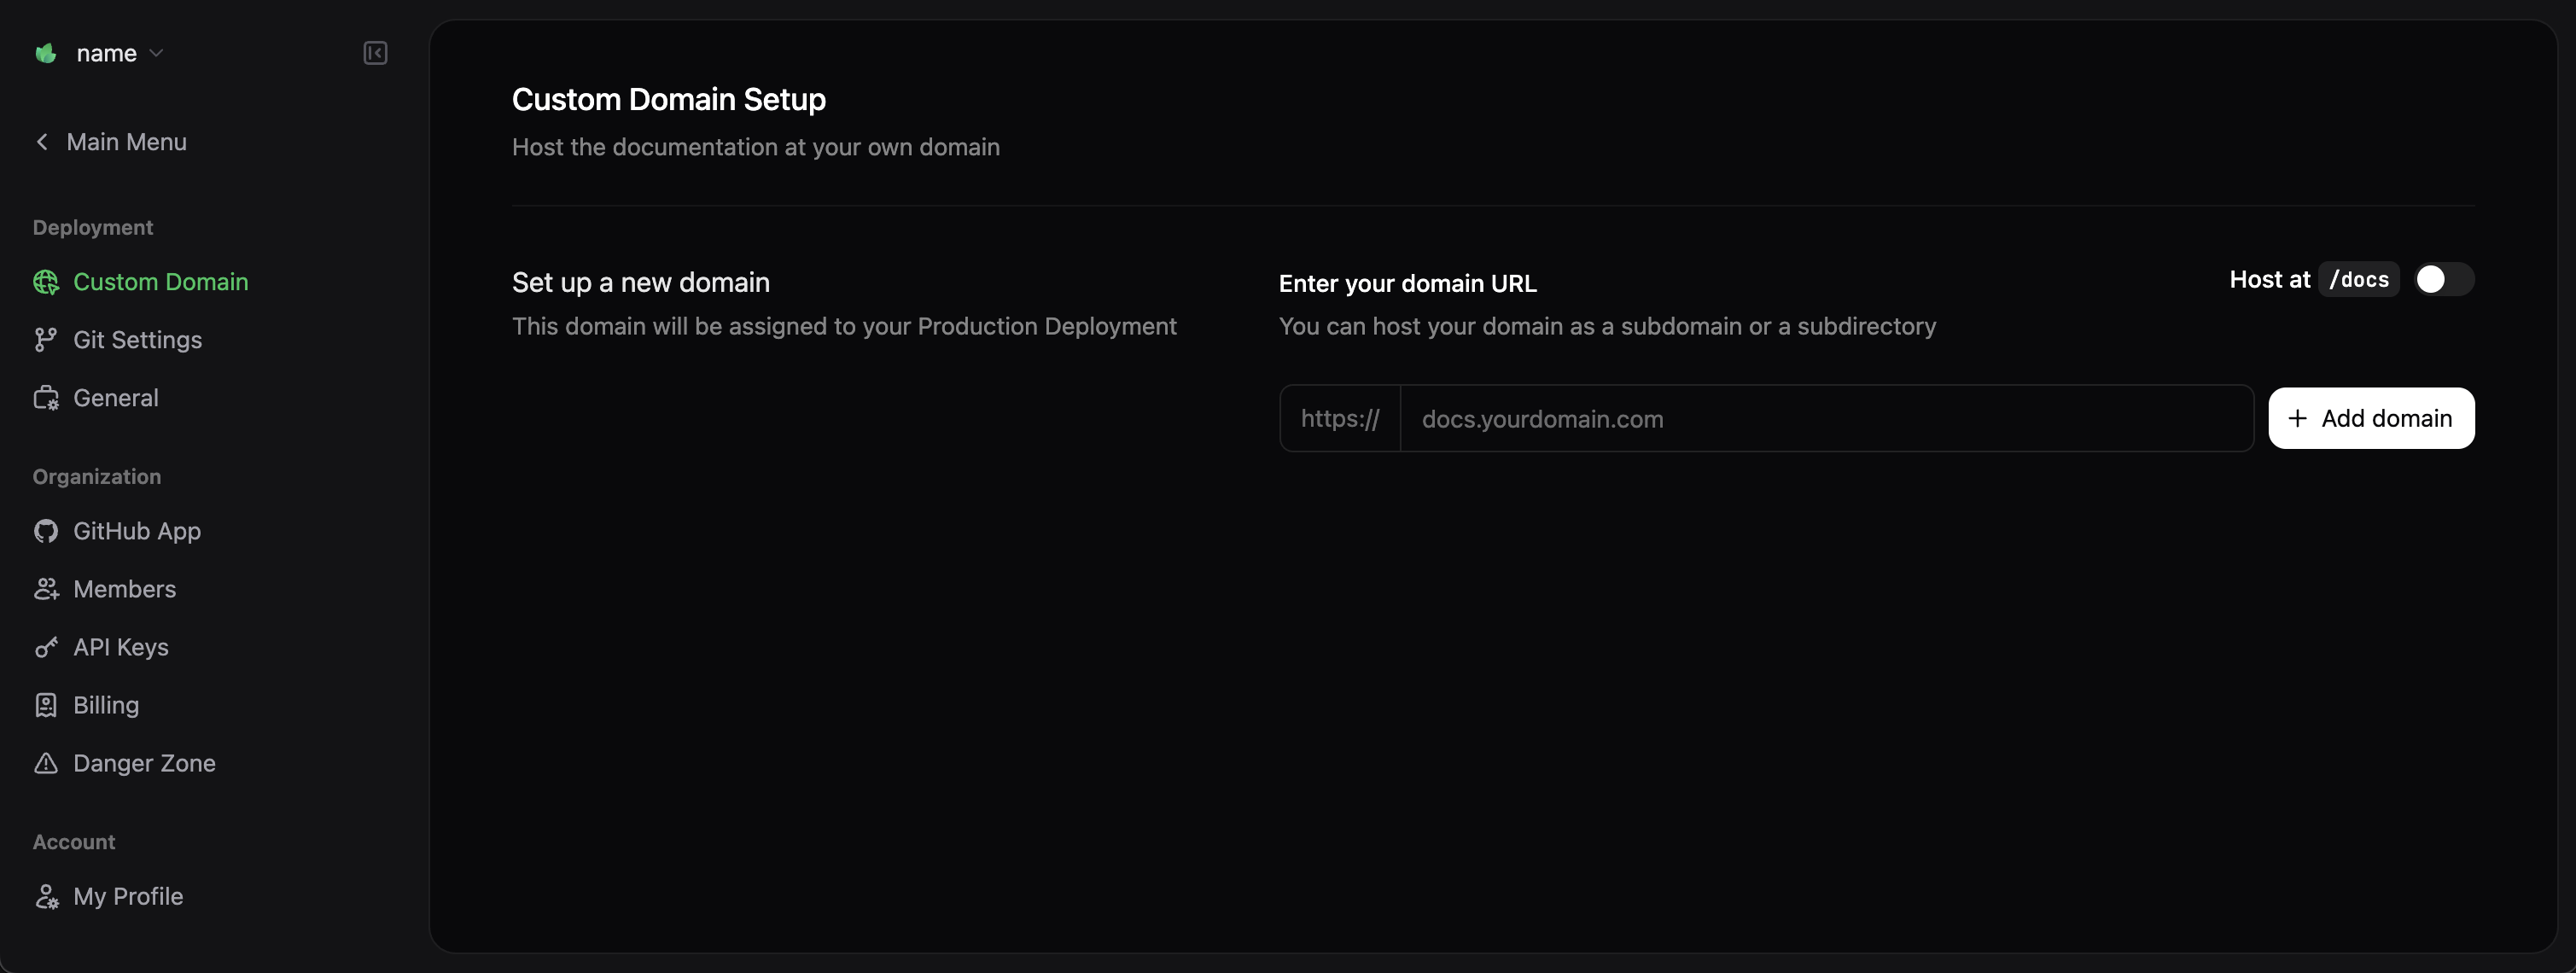 name
Main Menu
Deployment
Custom Domain
Git Settings
General
Organization
GitHub App
Members
API Keys
Billing
Danger Zone
Account
My Profile
Custom Domain Setup
Host the documentation at your own domain
Set up a new domain
This domain will be assigned to your Production Deployment
Enter your domain URL
Host at /docs
You can host your domain as a subdomain or a subdirectory
https:// docs.yourdomain.com
+ Add domain